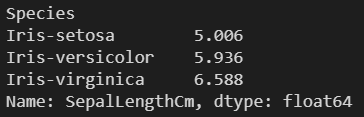 Species
Iris-setosa        5.006
Iris-versicolor    5.936
Iris-virginica     6.588
Name: SepalLengthCm, dtype: float64